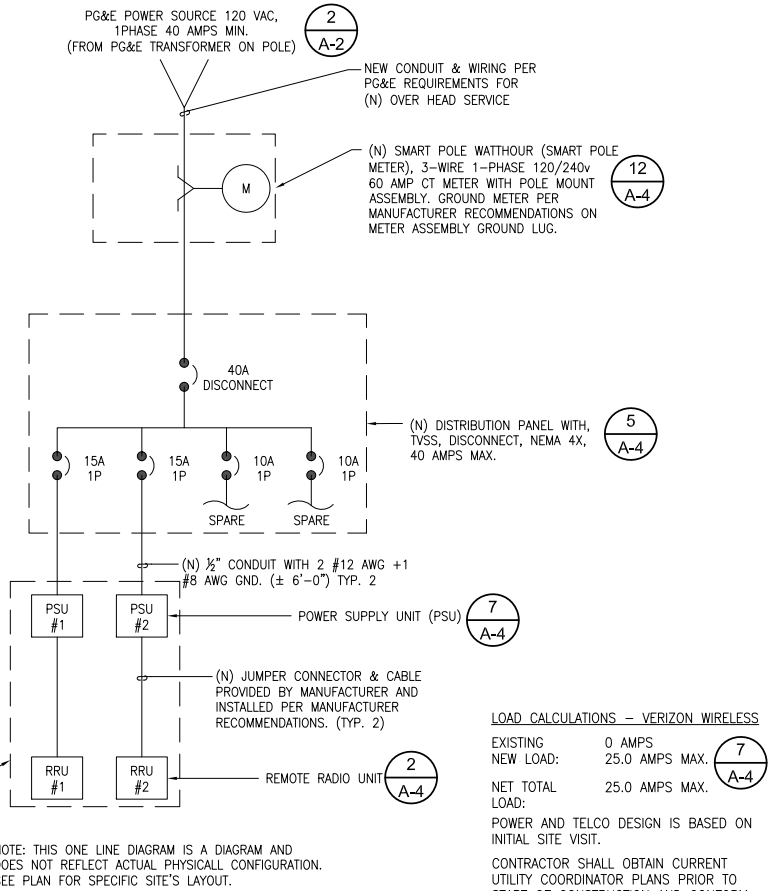 PG&E POWER SOURCE 120 VAC,
1PHASE 40 AMPS MIN.
(FROM PG&E TRANSFORMER ON POLE)
2
A-2
NEW CONDUIT & WIRING PER
PG&E REQUIREMENTS FOR
(N) OVER HEAD SERVICE
M
(N) SMART POLE WATTHOUR (SMART POLE
METER), 3-WIRE 1-PHASE 120/240v
60 AMP CT METER WITH POLE MOUNT
ASSEMBLY. GROUND METER PER
MANUFACTURER RECOMMENDATIONS ON
METER ASSEMBLY GROUND LUG.
12
A-4
40A
DISCONNECT
15A
1P
15A
1P
10A
1P
10A
1P
SPARE
SPARE
(N) DISTRIBUTION PANEL WITH,
TVSS, DISCONNECT, NEMA 4X,
40 AMPS MAX.
5
A-4
(N) ½" CONDUIT WITH 2 #12 AWG +1
#8 AWG GND. (± 6'-0") TYP. 2
PSU
#1
PSU
#2
POWER SUPPLY UNIT (PSU)
7
A-4
(N) JUMPER CONNECTOR & CABLE
PROVIDED BY MANUFACTURER AND
INSTALLED PER MANUFACTURER
RECOMMENDATIONS. (TYP. 2)
RRU
#1
RRU
#2
REMOTE RADIO UNIT
2
A-4
LOAD CALCULATIONS - VERIZON WIRELESS
EXISTING 0 AMPS
NEW LOAD: 25.0 AMPS MAX.
7
A-4
NET TOTAL 25.0 AMPS MAX.
LOAD:
POWER AND TELCO DESIGN IS BASED ON
INITIAL SITE VISIT.
CONTRACTOR SHALL OBTAIN CURRENT
UTILITY COORDINATOR PLANS PRIOR TO
START OF CONSTRUCTION AND CONFORM
NOTE: THIS ONE LINE DIAGRAM IS A DIAGRAM AND
DOES NOT REFLECT ACTUAL PHYSICALL CONFIGURATION.
SEE PLAN FOR SPECIFIC SITE'S LAYOUT.